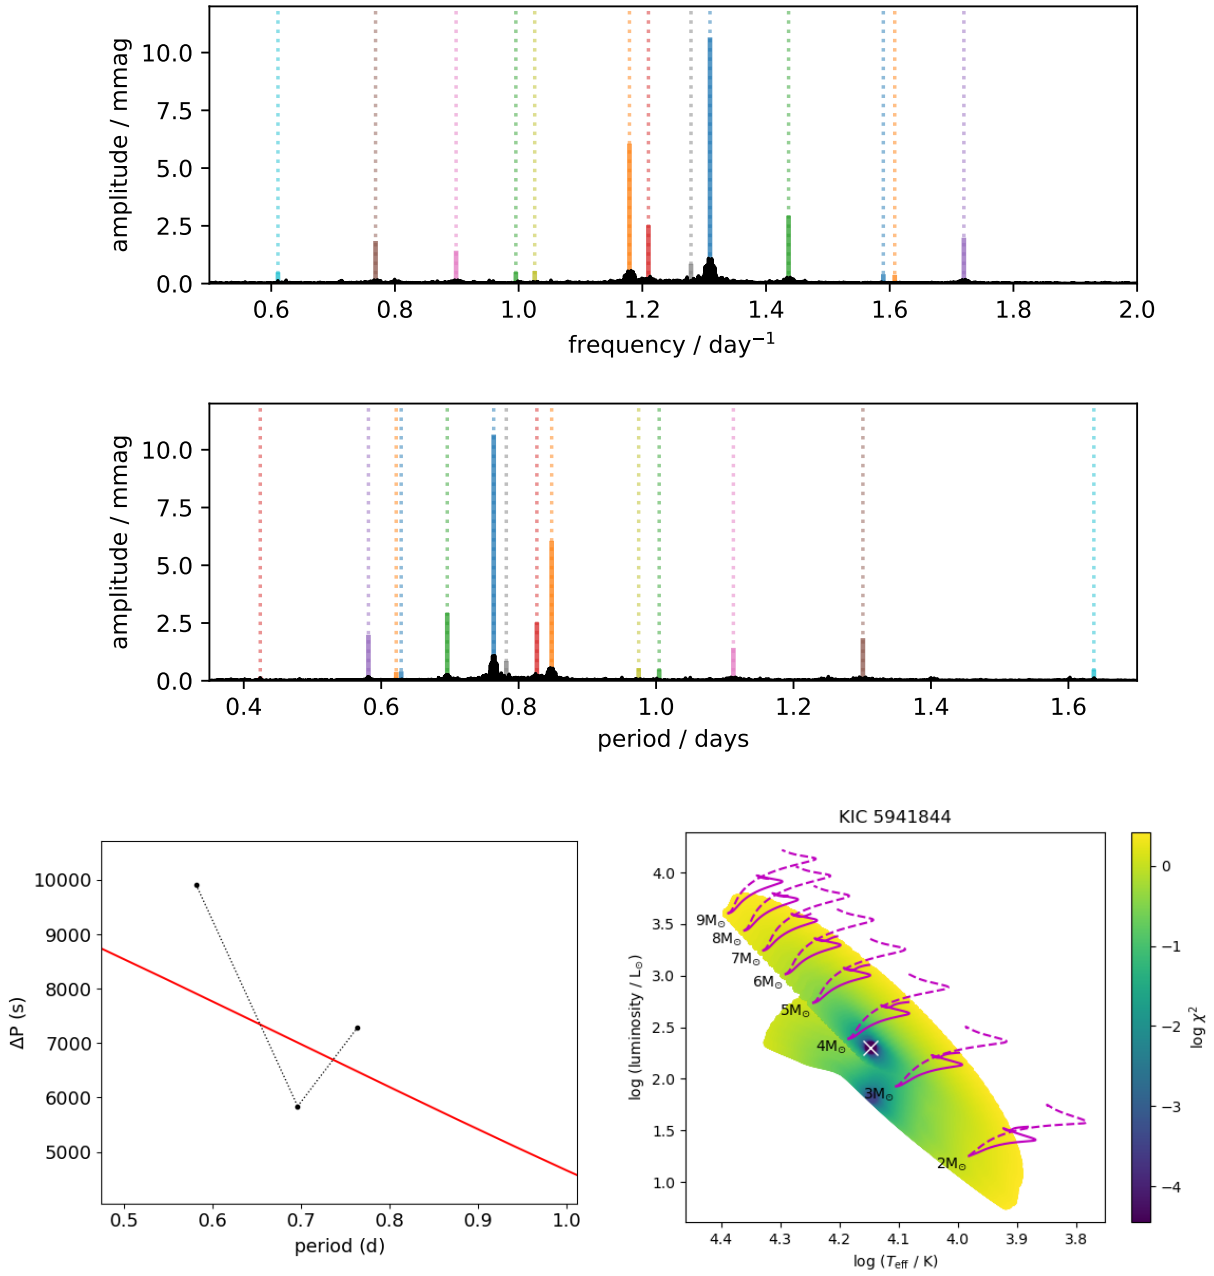 amplitude / mmag
10.0
7.5
5.0
2.5
0.0
0.6 0.8 1.0 1.2 1.4 1.6 1.8 2.0
frequency / day⁻¹
amplitude / mmag
10.0
7.5
5.0
2.5
0.0
0.4 0.6 0.8 1.0 1.2 1.4 1.6
period / days
ΔP (s)
10000
9000
8000
7000
6000
5000
0.5 0.6 0.7 0.8 0.9 1.0
period (d)
KIC 5941844
log (luminosity / L⊙)
4.0
3.5
3.0
2.5
2.0
1.5
1.0
9M⊙
8M⊙
7M⊙
6M⊙
5M⊙
4M⊙
3M⊙
2M⊙
4.4 4.3 4.2 4.1 4.0 3.9 3.8
log (Teff / K)
0
−1
−2
−3
−4
log χ²